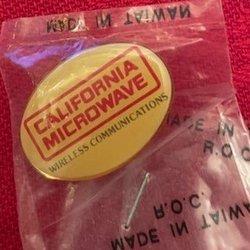 MADE IN TAIWAN
R.O.C
CALIFORNIA
MICROWAVE
WIRELESS COMMUNICATIONS
MADE IN
R.O.C
R.O.C.
MADE IN TAIWAN